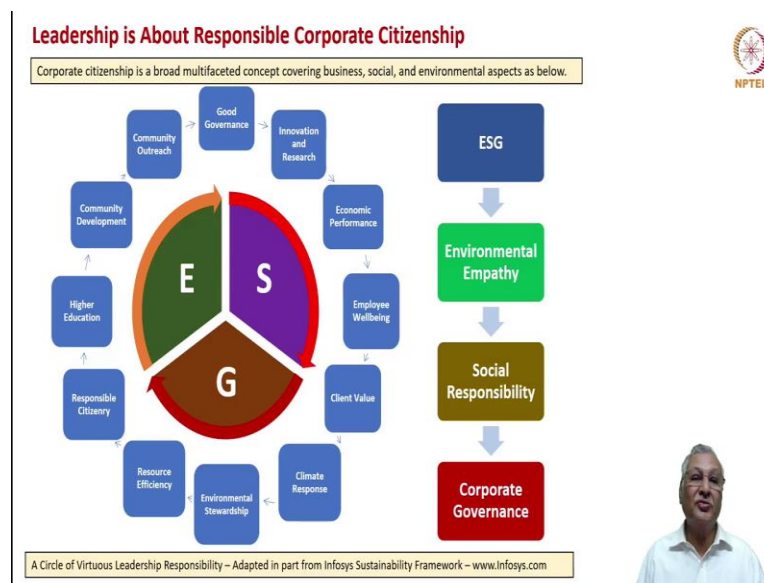 Leadership is About Responsible Corporate Citizenship
NPTEL
Corporate citizenship is a broad multifaceted concept covering business, social, and environmental aspects as below.
Good
Governance
Innovation
and
Research
Economic
Performance
Employee
Wellbeing
Client Value
Climate
Response
Environmental
Stewardship
Resource
Efficiency
Responsible
Citizenry
Higher
Education
Community
Development
Community
Outreach
E
S
G
ESG
Environmental
Empathy
Social
Responsibility
Corporate
Governance
A Circle of Virtuous Leadership Responsibility – Adapted in part from Infosys Sustainability Framework – www.Infosys.com